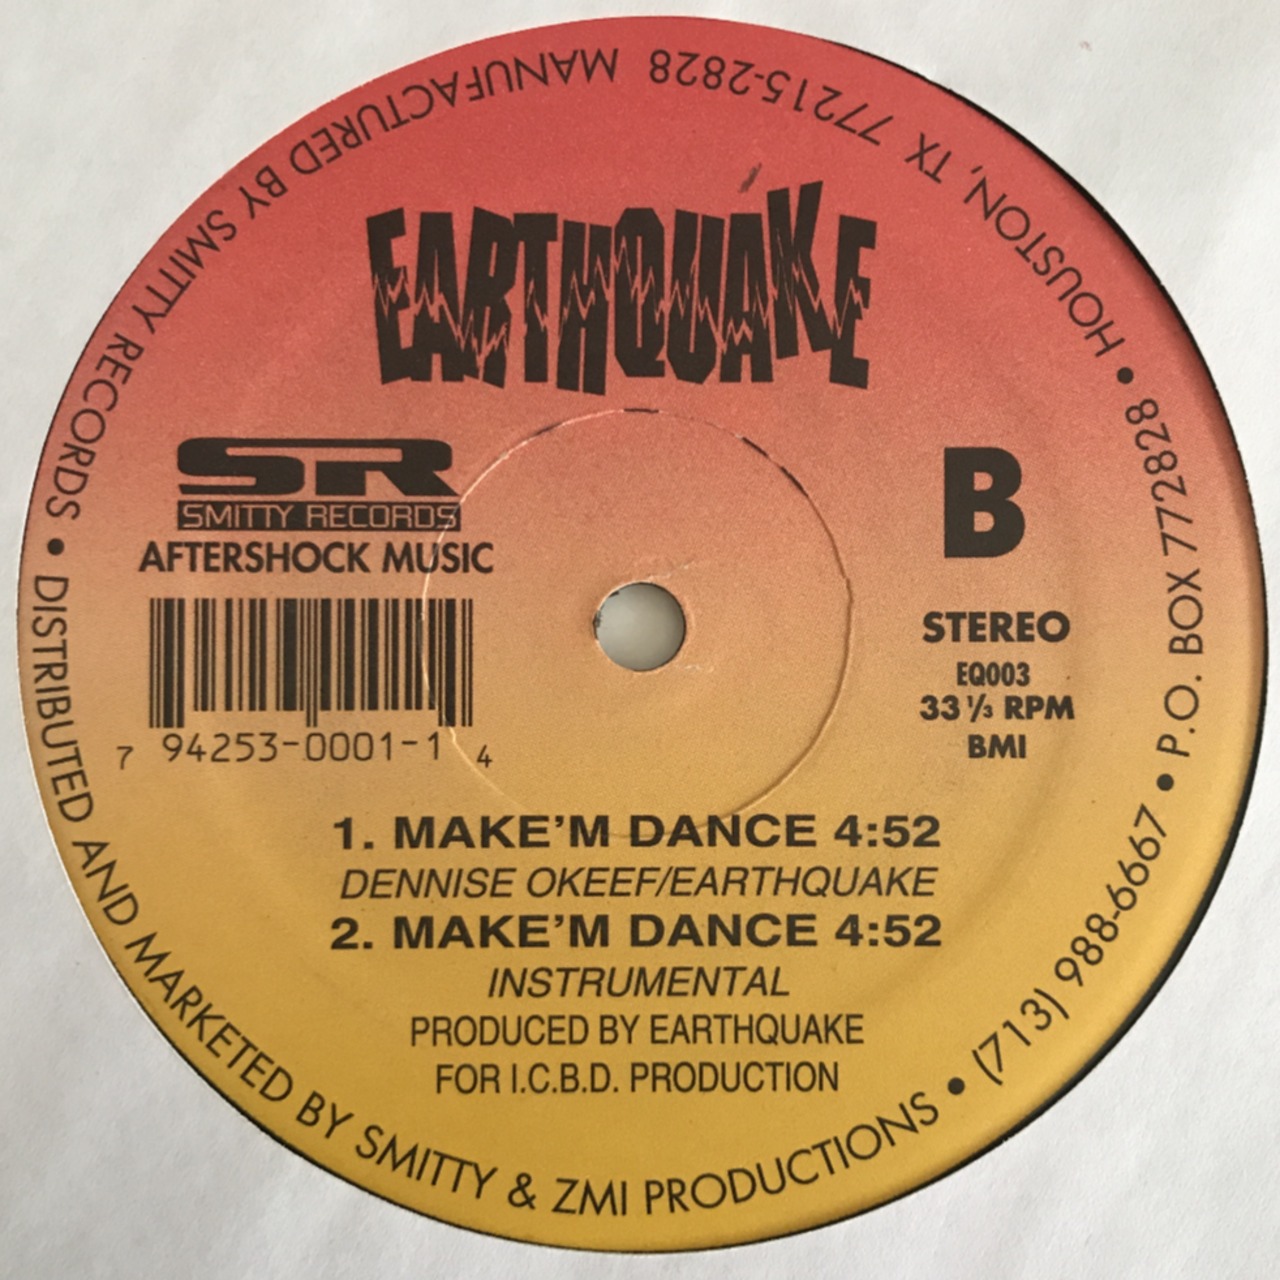 EARTHQUAKE
SR
SMITTY RECORDS
AFTERSHOCK MUSIC
7 94253-0001-1 4
B
STEREO
EQ003
33 ⅓ RPM
BMI
1. MAKE'M DANCE 4:52
DENNISE OKEEF/EARTHQUAKE
2. MAKE'M DANCE 4:52
INSTRUMENTAL
PRODUCED BY EARTHQUAKE
FOR I.C.B.D. PRODUCTION
MANUFACTURED BY SMITTY RECORDS • DISTRIBUTED AND MARKETED BY SMITTY & ZMI PRODUCTIONS • (713) 988-6667 • P.O. BOX 772828 • HOUSTON, TX 77215-2828